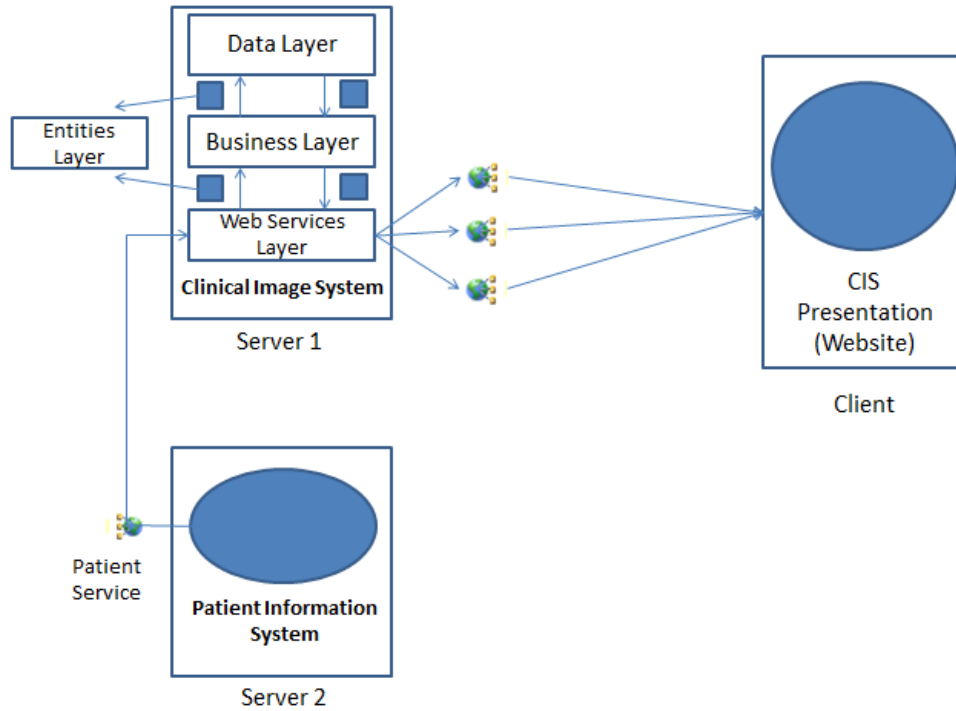 Data Layer
Entities
Layer
Business Layer
Web Services
Layer
Clinical Image System
Server 1
CIS
Presentation
(Website)
Client
Patient
Service
Patient Information
System
Server 2